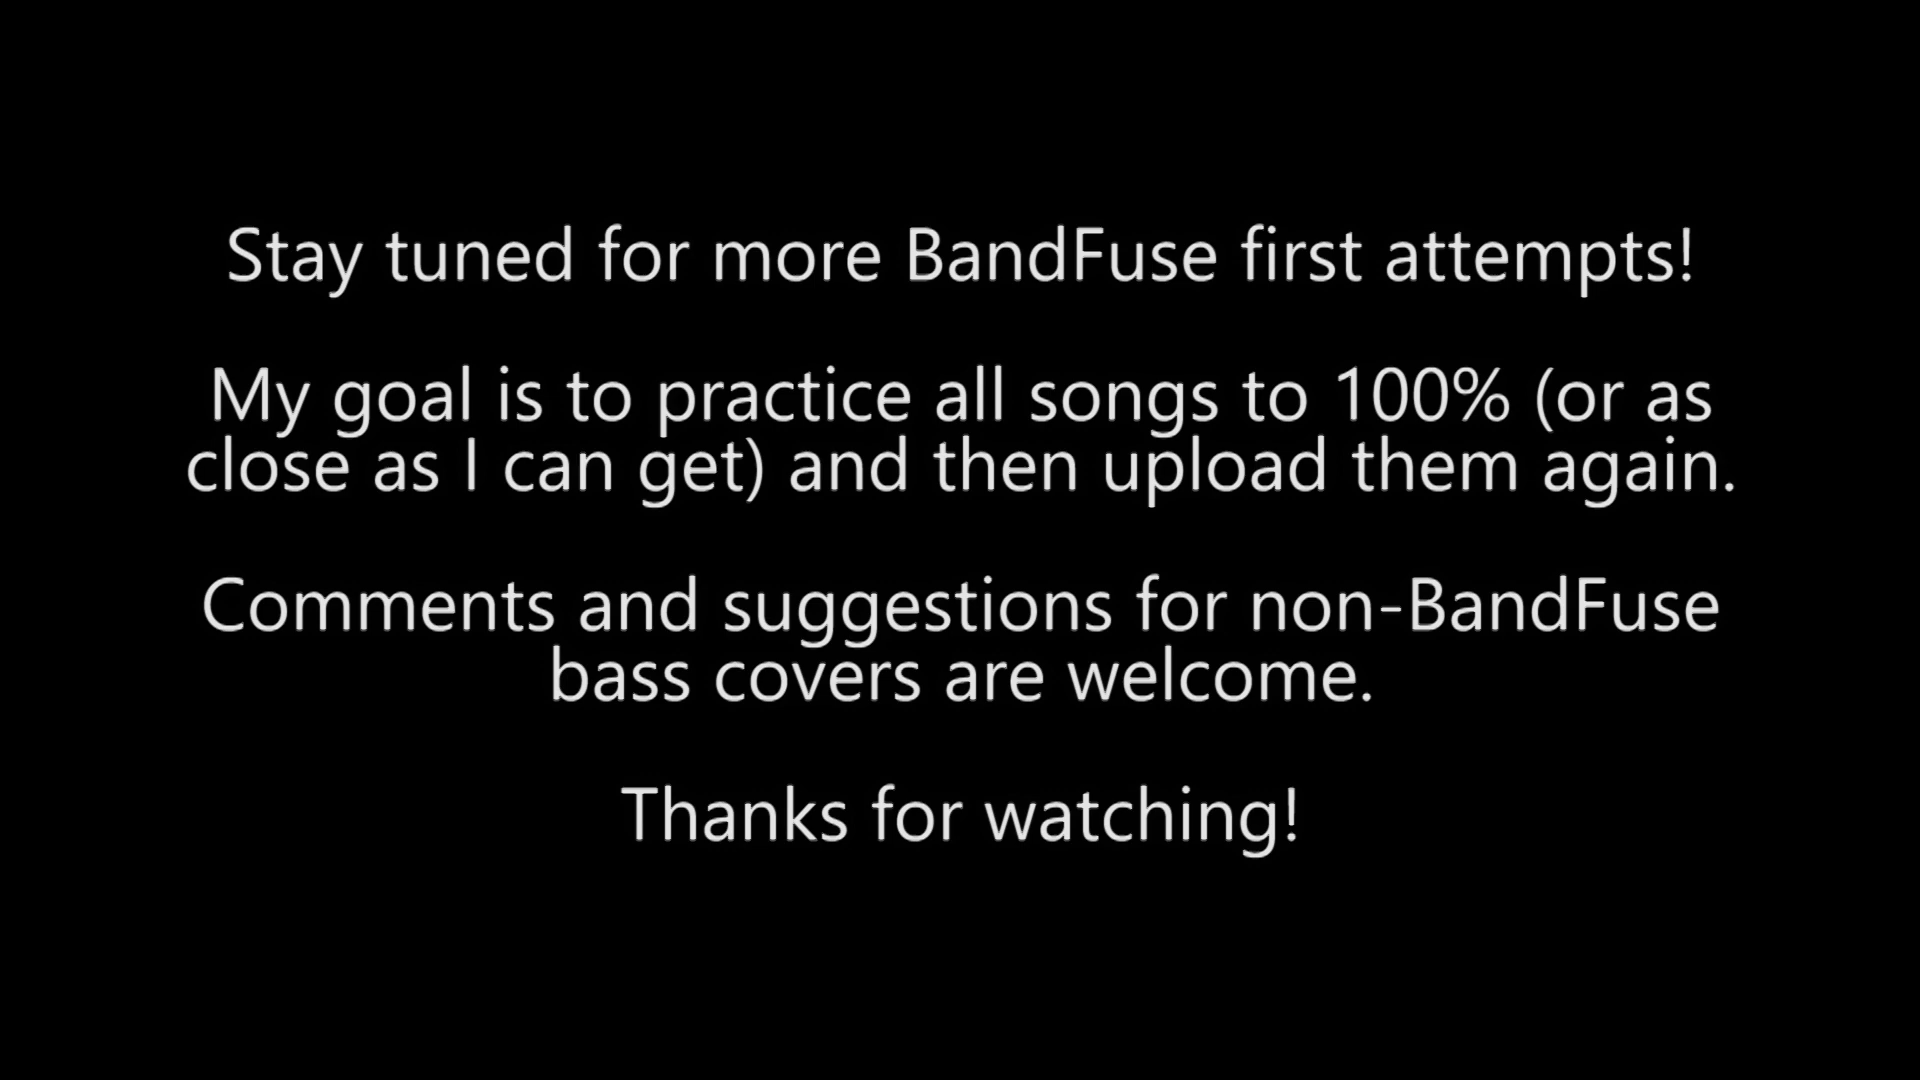 Stay tuned for more BandFuse first attempts!
My goal is to practice all songs to 100% (or as
close as I can get) and then upload them again.
Comments and suggestions for non-BandFuse
bass covers are welcome.
Thanks for watching!